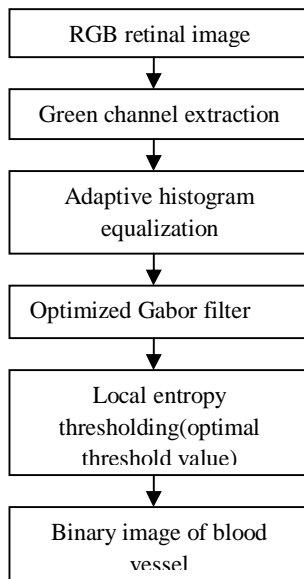 RGB retinal image
Green channel extraction
Adaptive histogram
equalization
Optimized Gabor filter
Local entropy
thresholding(optimal
threshold value)
Binary image of blood
vessel